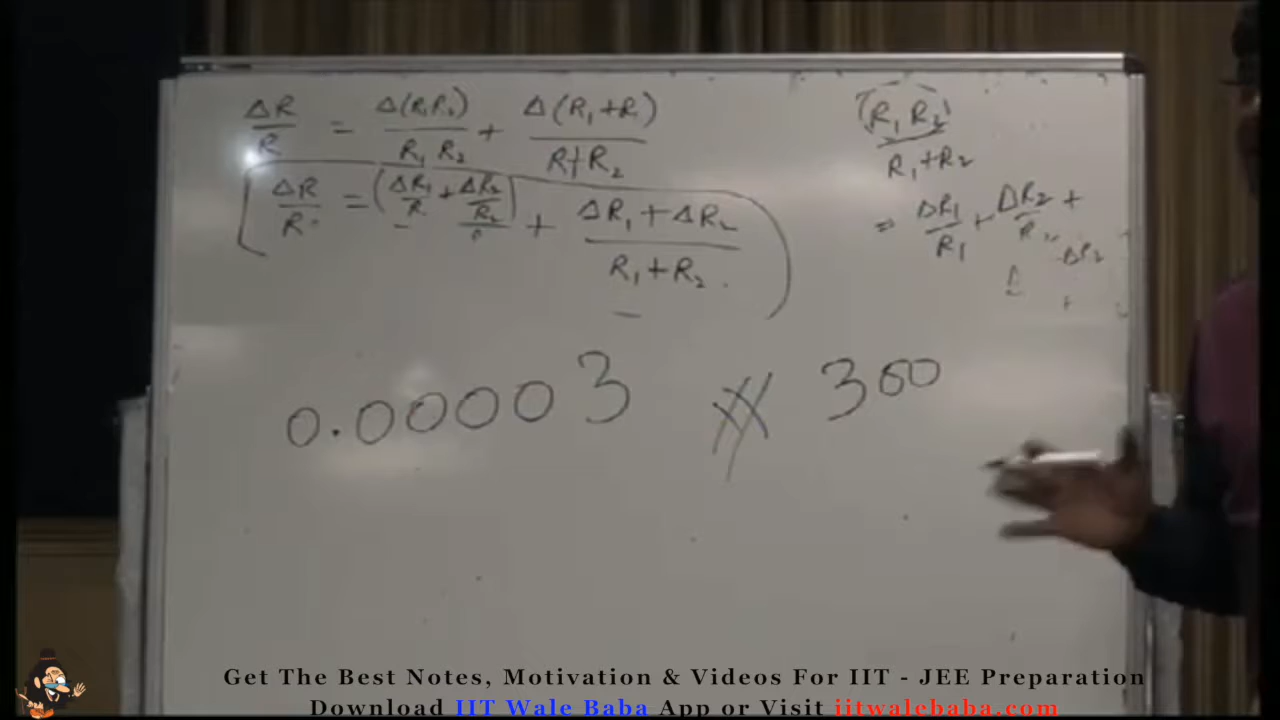 ΔR/R = Δ(R₁R₂)/R₁ R₂ + Δ(R₁+R)/R+R₂
ΔR/R = (ΔR₁/R + ΔR₂/R₂) + ΔR₁ + ΔR₂/R₁+R₂
(R₁ R₂)/R₁+R₂
= ΔR₁/R₁ + ΔR₂/R₂ +
ΔR₂
0.00003 300
Get The Best Notes, Motivation & Videos For IIT - JEE Preparation
Download IIT Wale Baba App or Visit iitwalebaba.com